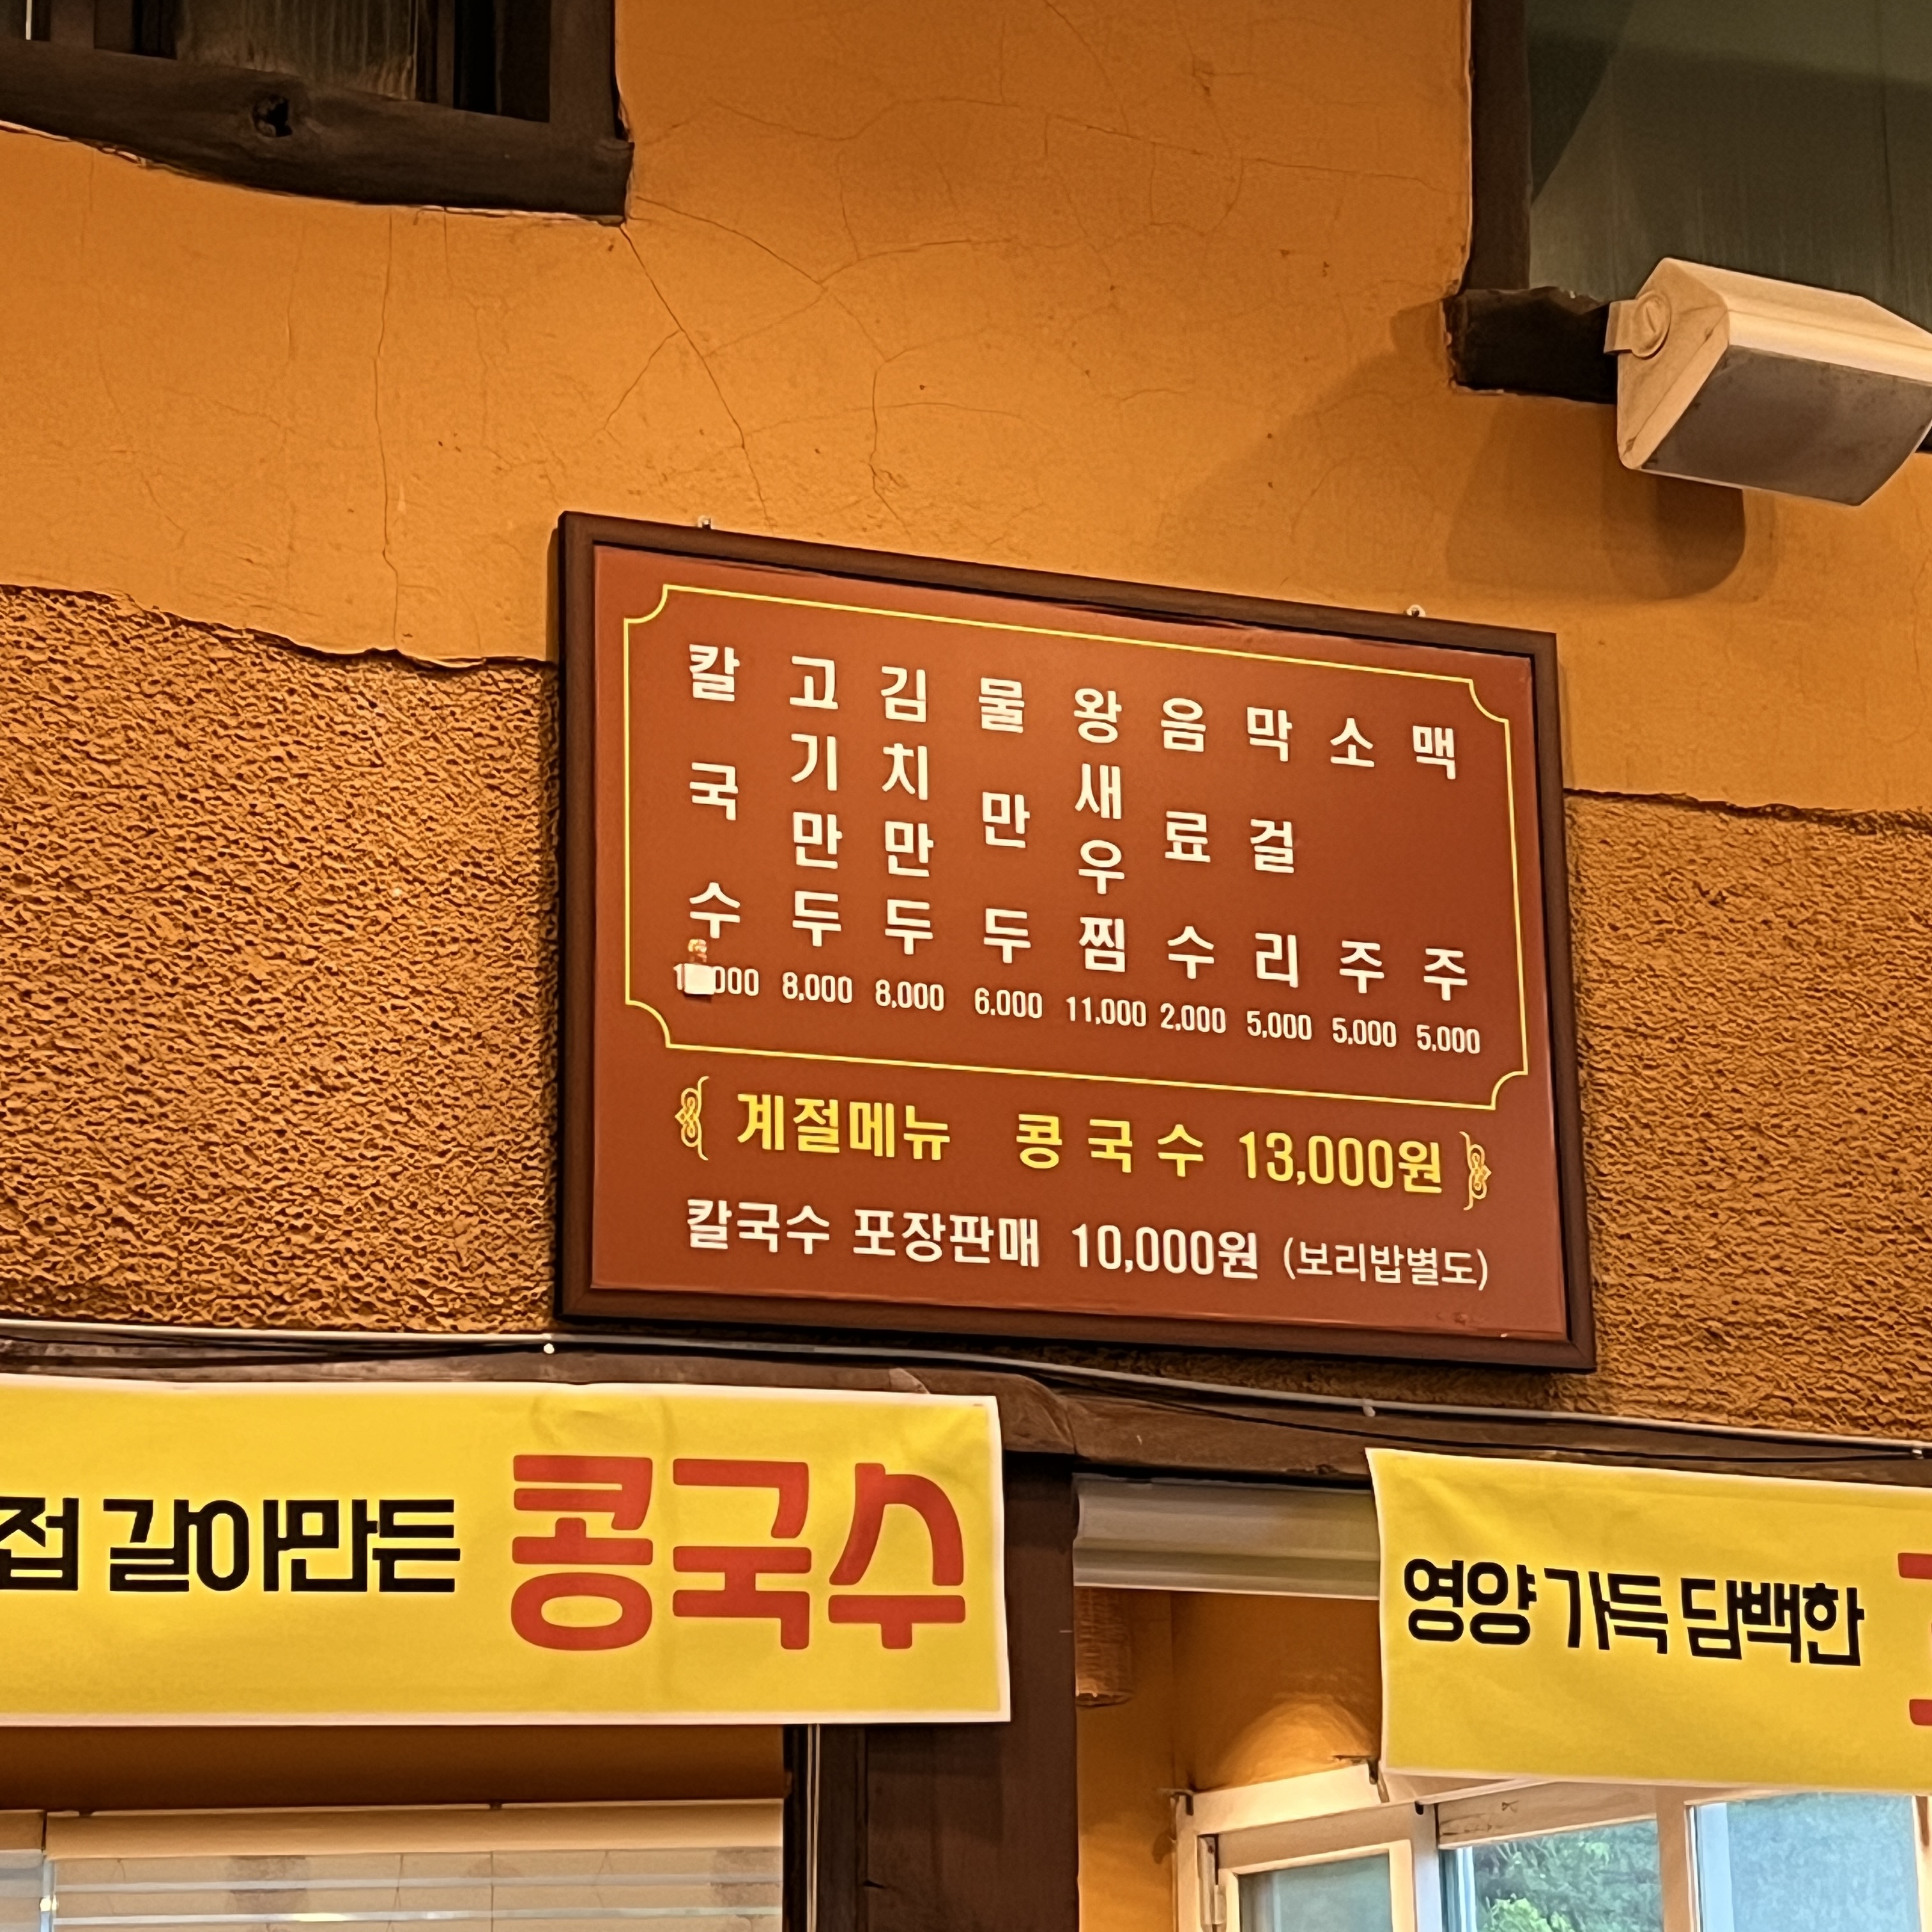 칼국수
고기만두 8,000
김치만두 8,000
물만두 6,000
왕새우찜 11,000
음료수 2,000
막걸리 5,000
소주 5,000
맥주 5,000
계절메뉴 콩국수 13,000원
칼국수 포장판매 10,000원 (보리밥별도)
접 갈아만든 콩국수
영양 가득 담백한